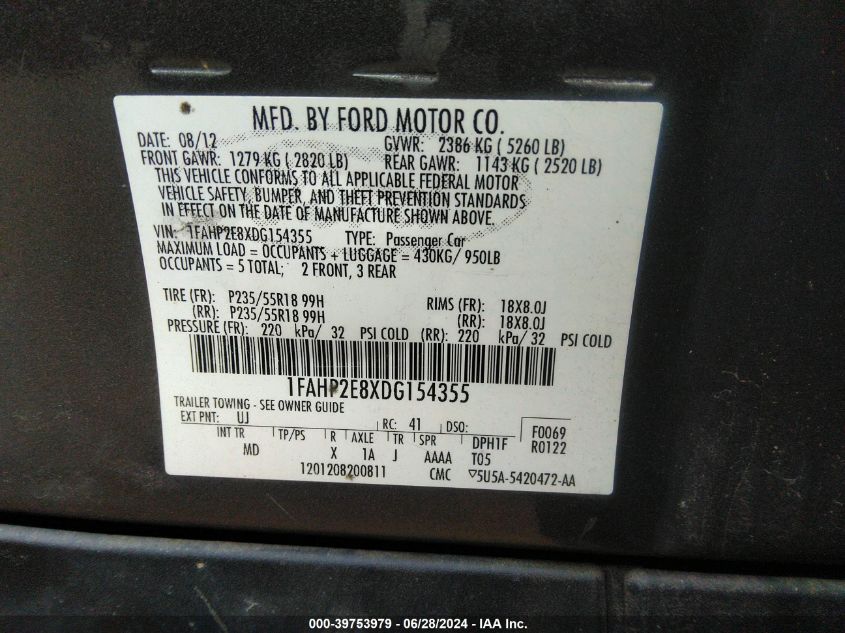 MFD. BY FORD MOTOR CO.
DATE: 08/12 GVWR: 2386 KG ( 5260 LB)
FRONT GAWR: 1279 KG ( 2820 LB) REAR GAWR: 1143 KG ( 2520 LB)
THIS VEHICLE CONFORMS TO ALL APPLICABLE FEDERAL MOTOR
VEHICLE SAFETY, BUMPER, AND THEFT PREVENTION STANDARDS
IN EFFECT ON THE DATE OF MANUFACTURE SHOWN ABOVE.
VIN: 1FAHP2E8XDG154355 TYPE: Passenger Car
MAXIMUM LOAD = OCCUPANTS + LUGGAGE = 430KG/ 950LB
OCCUPANTS = 5 TOTAL; 2 FRONT, 3 REAR
TIRE (FR): P235/55R18 99H RIMS (FR): 18X8.0J
(RR): P235/55R18 99H (RR): 18X8.0J
PRESSURE (FR): 220 kPa/ 32 PSI COLD (RR): 220 kPa/ 32 PSI COLD
1FAHP2E8XDG154355
TRAILER TOWING - SEE OWNER GUIDE
EXT PNT: UJ RC: 41 DSO: F0069
INT TR TP/PS R AXLE TR SPR DPH1F R0122
MD X 1A J AAAA T05
1201208200811 CMC ▽5U5A-5420472-AA
000-39753979 - 06/28/2024 - IAA Inc.